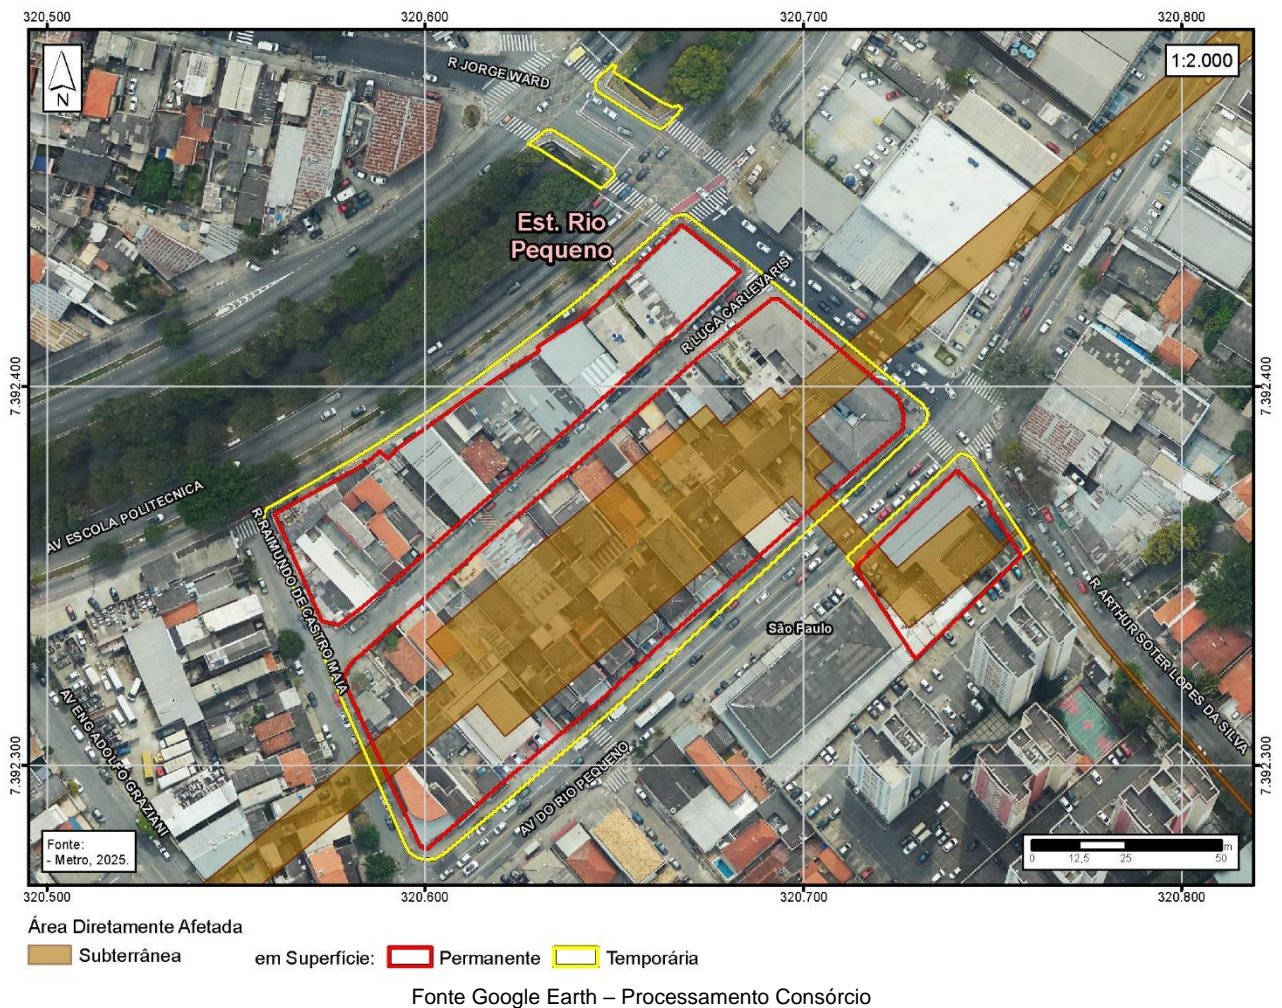 320.500
320.600
320.700
320.800
N
R JORGE WARD
1:2.000
Est. Rio
Pequeno
R LUCA CARLEVARIS
7.392.400
7.392.400
AV ESCOLA POLITECNICA
R RAIMUNDO DE CASTRO MAIA
São Paulo
R ARTHUR SOTER LOPES DA SILVA
AV ENG ADOLFO GRAZIANI
AV DO RIO PEQUENO
7.392.300
7.392.300
Fonte:
- Metro, 2025.
m
0 12,5 25 50
320.500
320.600
320.700
320.800
Área Diretamente Afetada
Subterrânea em Superfície: Permanente Temporária
Fonte Google Earth – Processamento Consórcio